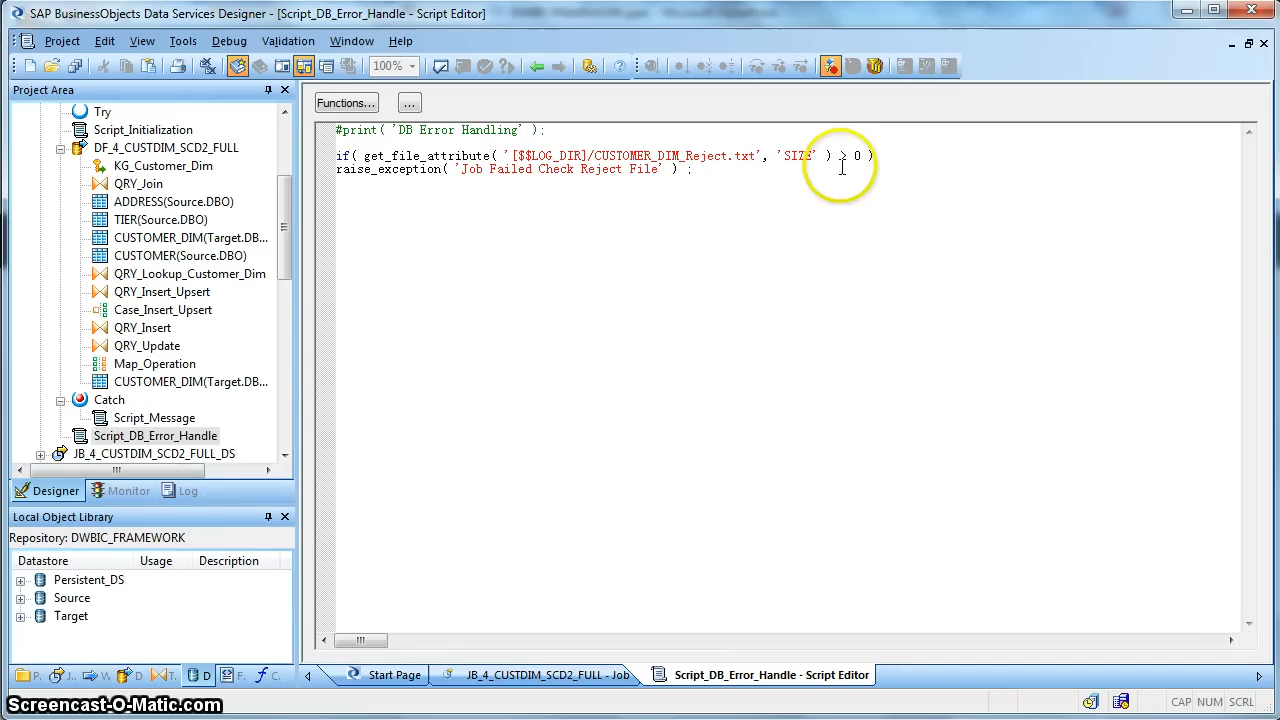 SAP BusinessObjects Data Services Designer - [Script_DB_Error_Handle - Script Editor]
Project Edit View Tools Debug Validation Window Help
100%
Project Area
Functions... ...
Try
Script_Initialization
DF_4_CUSTDIM_SCD2_FULL
KG_Customer_Dim
QRY_Join
ADDRESS(Source.DBO)
TIER(Source.DBO)
CUSTOMER_DIM(Target.DB...
CUSTOMER(Source.DBO)
QRY_Lookup_Customer_Dim
QRY_Insert_Upsert
Case_Insert_Upsert
QRY_Insert
QRY_Update
Map_Operation
CUSTOMER_DIM(Target.DB...
Catch
Script_Message
Script_DB_Error_Handle
JB_4_CUSTDIM_SCD2_FULL_DS
#print( 'DB Error Handling' );
if( get_file_attribute( '[$$LOG_DIR]/CUSTOMER_DIM_Reject.txt', 'SIZE' ) > 0 )
raise_exception( 'Job Failed Check Reject File' ) ;
Designer Monitor Log
Local Object Library
Repository: DWBIC_FRAMEWORK
Datastore Usage Description
Persistent_DS
Source
Target
P. J.. W D T. D F. C.
Start Page JB_4_CUSTDIM_SCD2_FULL - Job Script_DB_Error_Handle - Script Editor
Screencast-O-Matic.com
CAP NUM SCRL